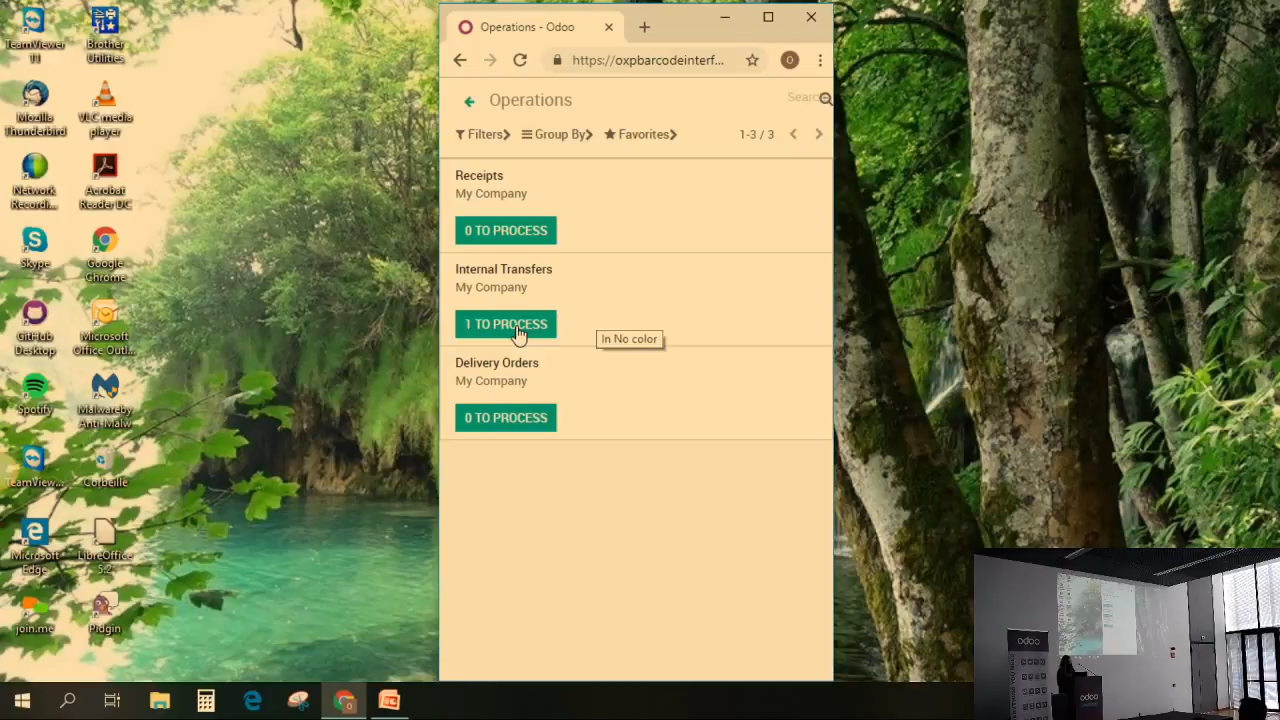 TeamViewer
11
Brother
Utilities
Mozilla
Thunderbird
VLC media
player
Network
Recordi...
Acrobat
Reader DC
Skype
Google
Chrome
GitHub
Desktop
Microsoft
Office Outl...
Spotify
Malwareby
Anti-Malw
TeamView...
Corbeille
Microsoft
Edge
LibreOffice
5.2
join.me
Pidgin
Operations - Odoo
https://oxpbarcodeinterf...
O
Operations
Searc
Filters
Group By
Favorites
1-3 / 3
Receipts
My Company
0 TO PROCESS
Internal Transfers
My Company
1 TO PROCESS
In No color
Delivery Orders
My Company
0 TO PROCESS
odoo
odoo